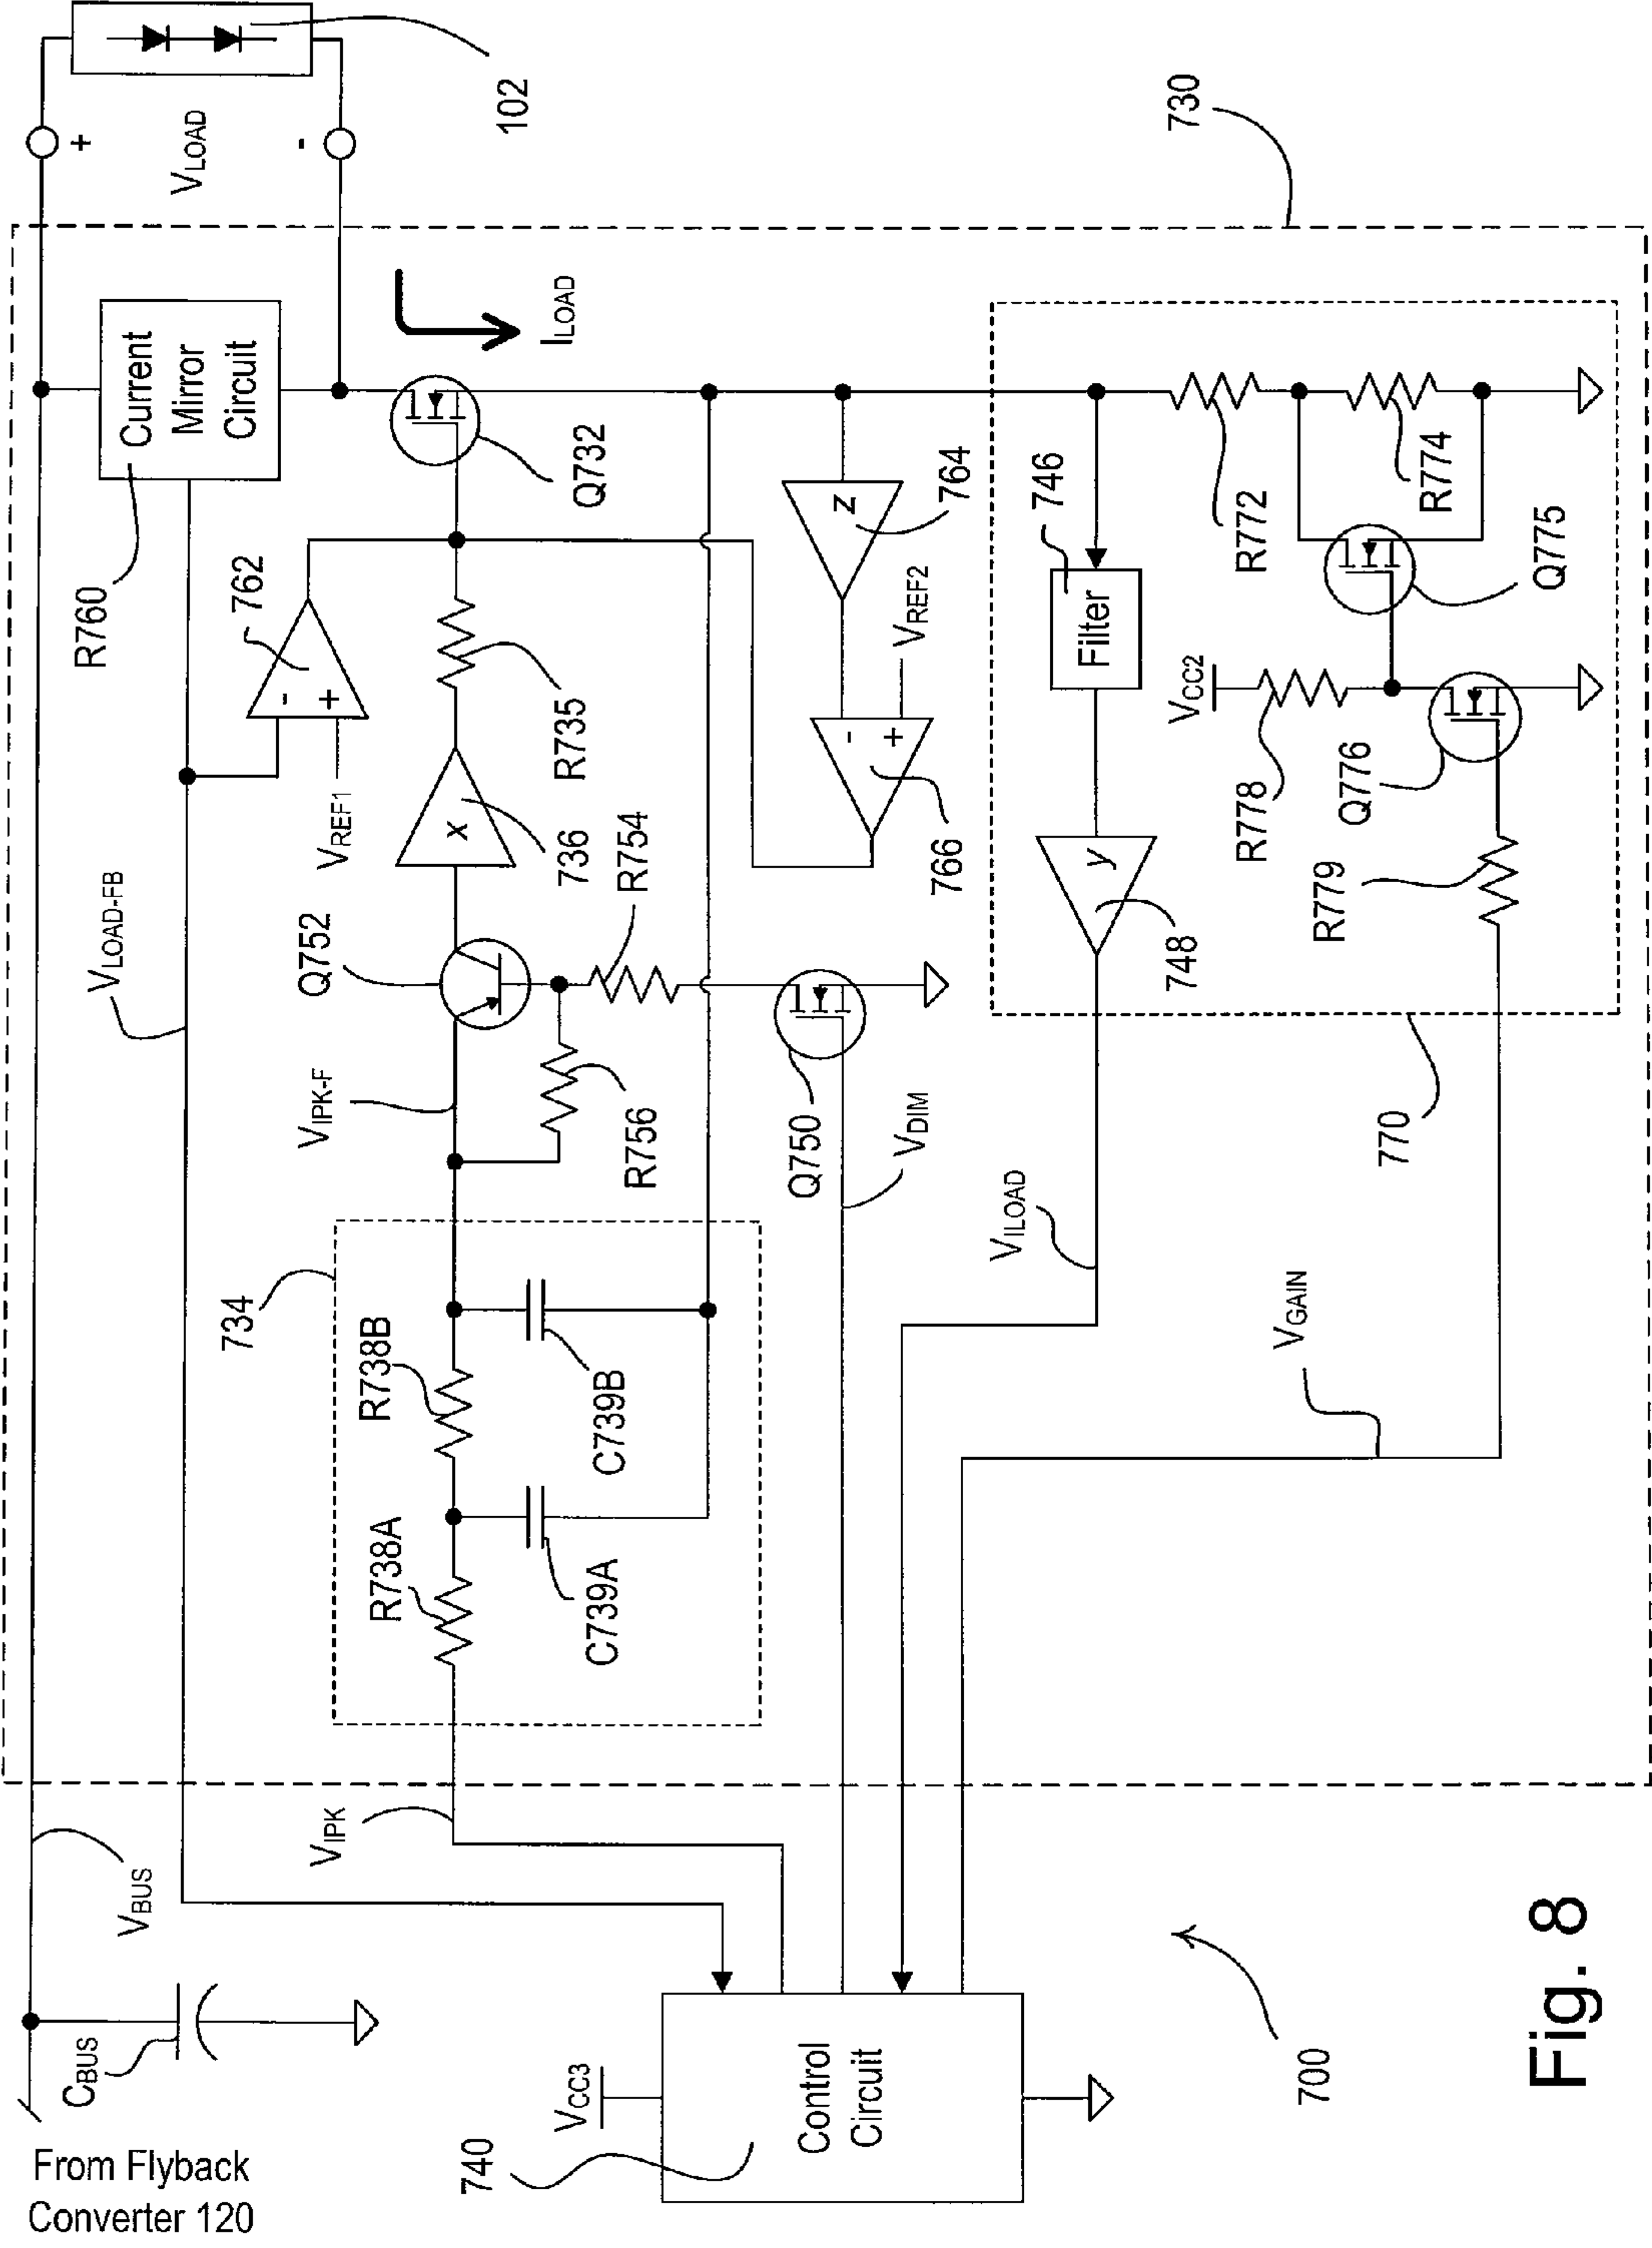 From Flyback
Converter 120
CBUS
VBUS
VLOAD-FB
R760
Current
Mirror
Circuit
+
VLOAD
-
102
730
ILOAD
762
-
+
VREF1
Q732
734
VIPK
R738A
R738B
C739A
C739B
VIPK-F
Q752
R756
R754
x
736
R735
Q750
VDIM
z
764
-
+
VREF2
766
740
VCC3
Control
Circuit
VILOAD
y
748
Filter
746
R772
R774
Q775
VCC2
R778
Q776
R779
VGAIN
770
700
Fig. 8